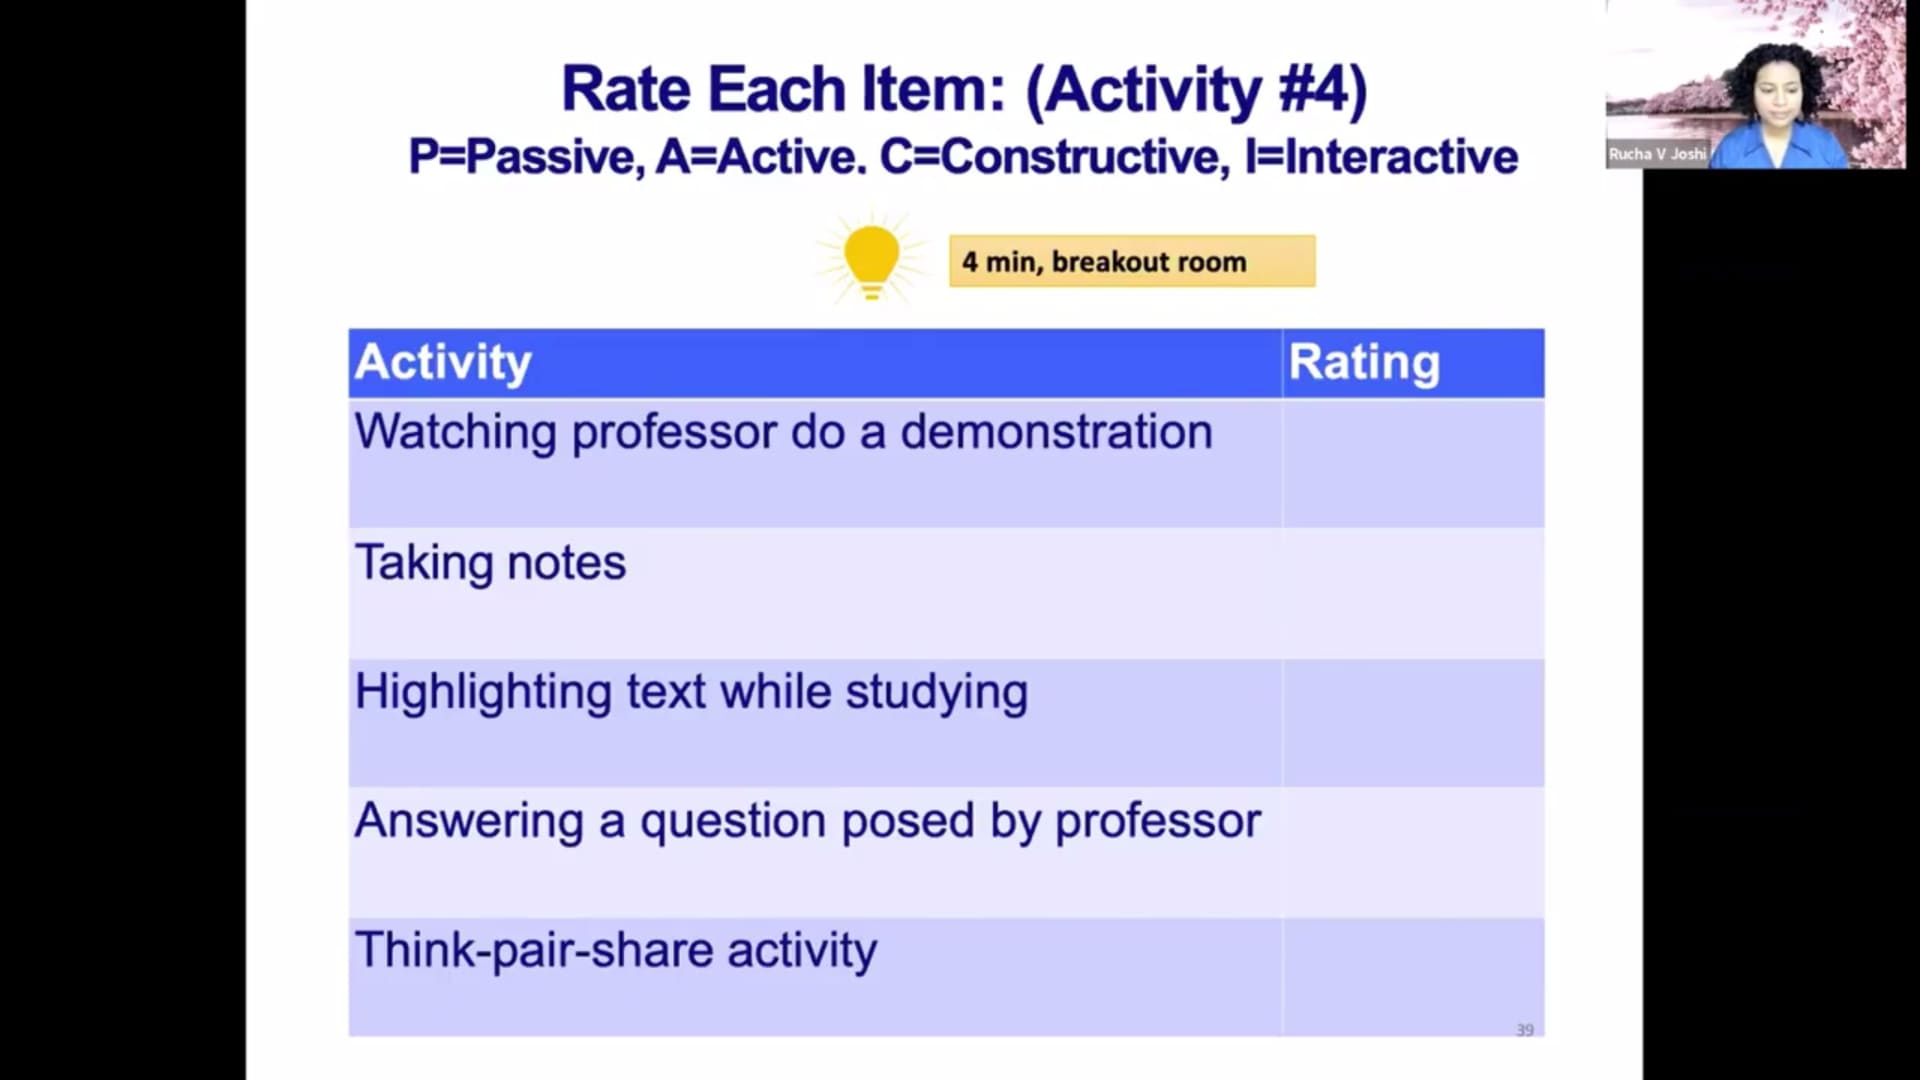 Rate Each Item: (Activity #4)
P=Passive, A=Active. C=Constructive, I=Interactive
Rucha V Joshi
4 min, breakout room
Activity Rating
Watching professor do a demonstration
Taking notes
Highlighting text while studying
Answering a question posed by professor
Think-pair-share activity
39